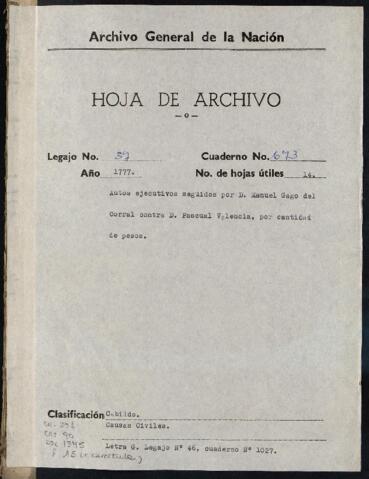 Archivo General de la Nación
HOJA DE ARCHIVO
—o—
Legajo No. 37 Cuaderno No. 673
Año 1777. No. de hojas útiles 14.
Autos ejecutivos seguidos por D. Manuel Gago del
Corral contra D. Pascual Valencia, por cantidad
de pesos.
Clasificación Cabildo.
Causas Civiles.
Letra G. Legajo Nº 46, cuaderno Nº 1027.